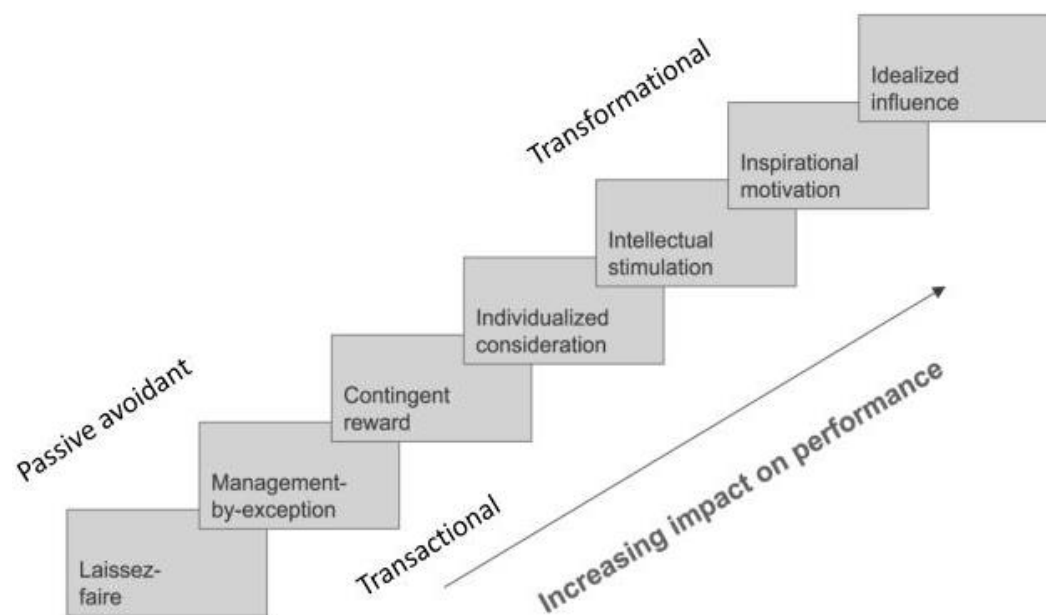 Transformational
Idealized
influence
Inspirational
motivation
Intellectual
stimulation
Individualized
consideration
Passive avoidant
Contingent
reward
Management-
by-exception
Laissez-
faire
Transactional
Increasing impact on performance